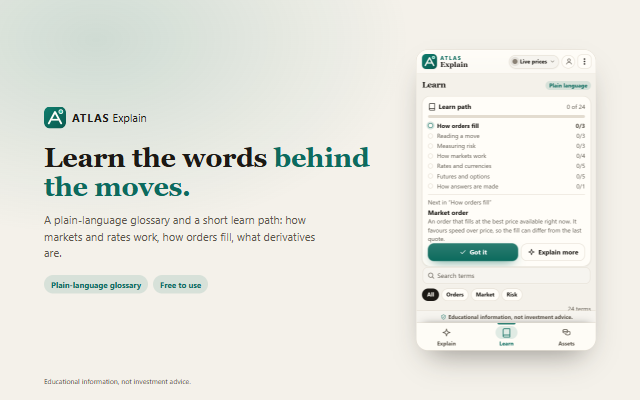 ATLAS Explain
Learn the words behind
the moves.
A plain-language glossary and a short learn path: how
markets and rates work, how orders fill, what derivatives
are.
Plain-language glossary
Free to use
Educational information, not investment advice.
ATLAS
Explain
Live prices
Learn
Plain language
Learn path
0 of 24
How orders fill 0/3
Reading a move 0/3
Measuring risk 0/3
How markets work 0/4
Rates and currencies 0/5
Futures and options 0/5
How answers are made 0/1
Next in "How orders fill"
Market order
An order that fills at the best price available right now. It
favours speed over price, so the fill can differ from the last
quote.
Got it
Explain more
Search terms
All
Orders
Market
Risk
24 terms
Educational information, not investment advice.
Explain
Learn
Assets